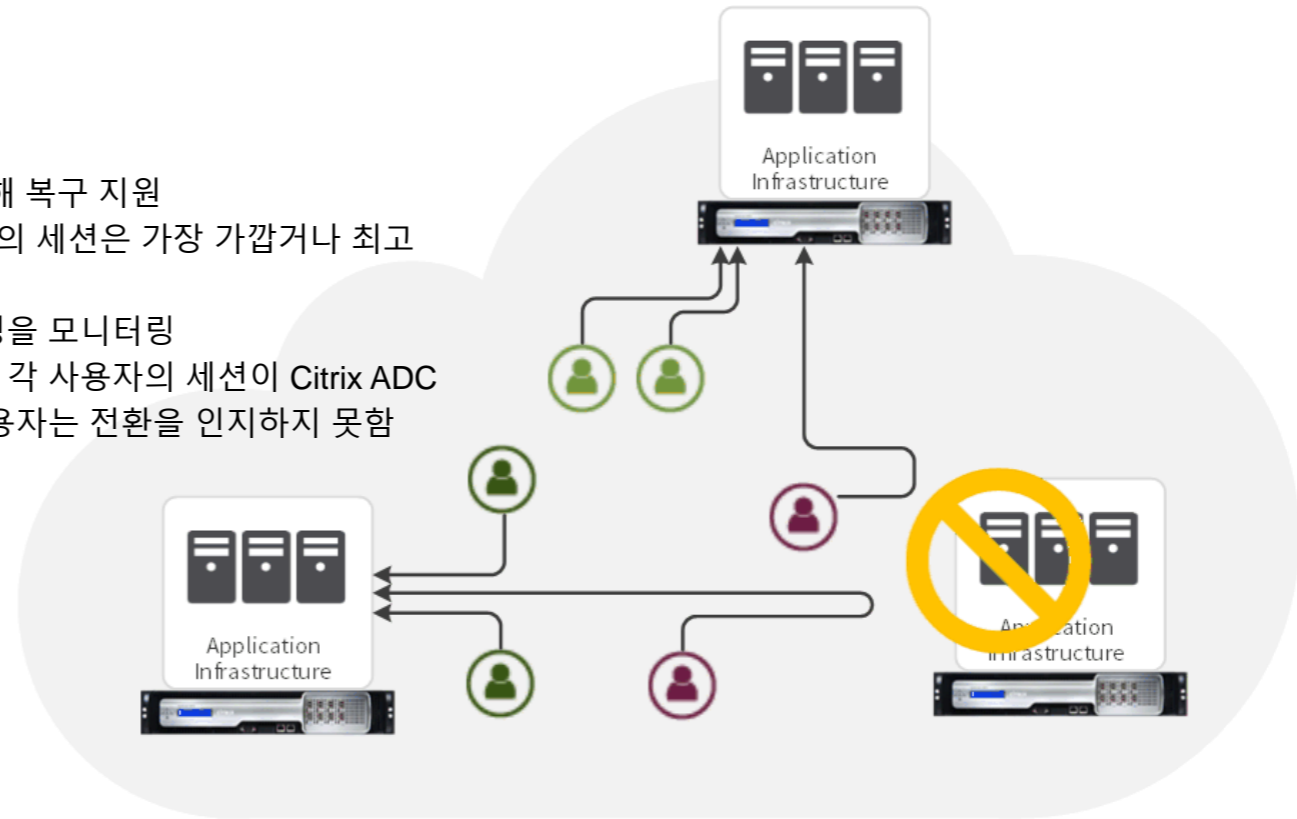 복구 지원
의 세션은 가장 가깝거나 최고
을 모니터링
각 사용자의 세션이 Citrix ADC
용자는 전환을 인지하지 못함
Application
Infrastructure
Application
Infrastructure
Application
Infrastructure